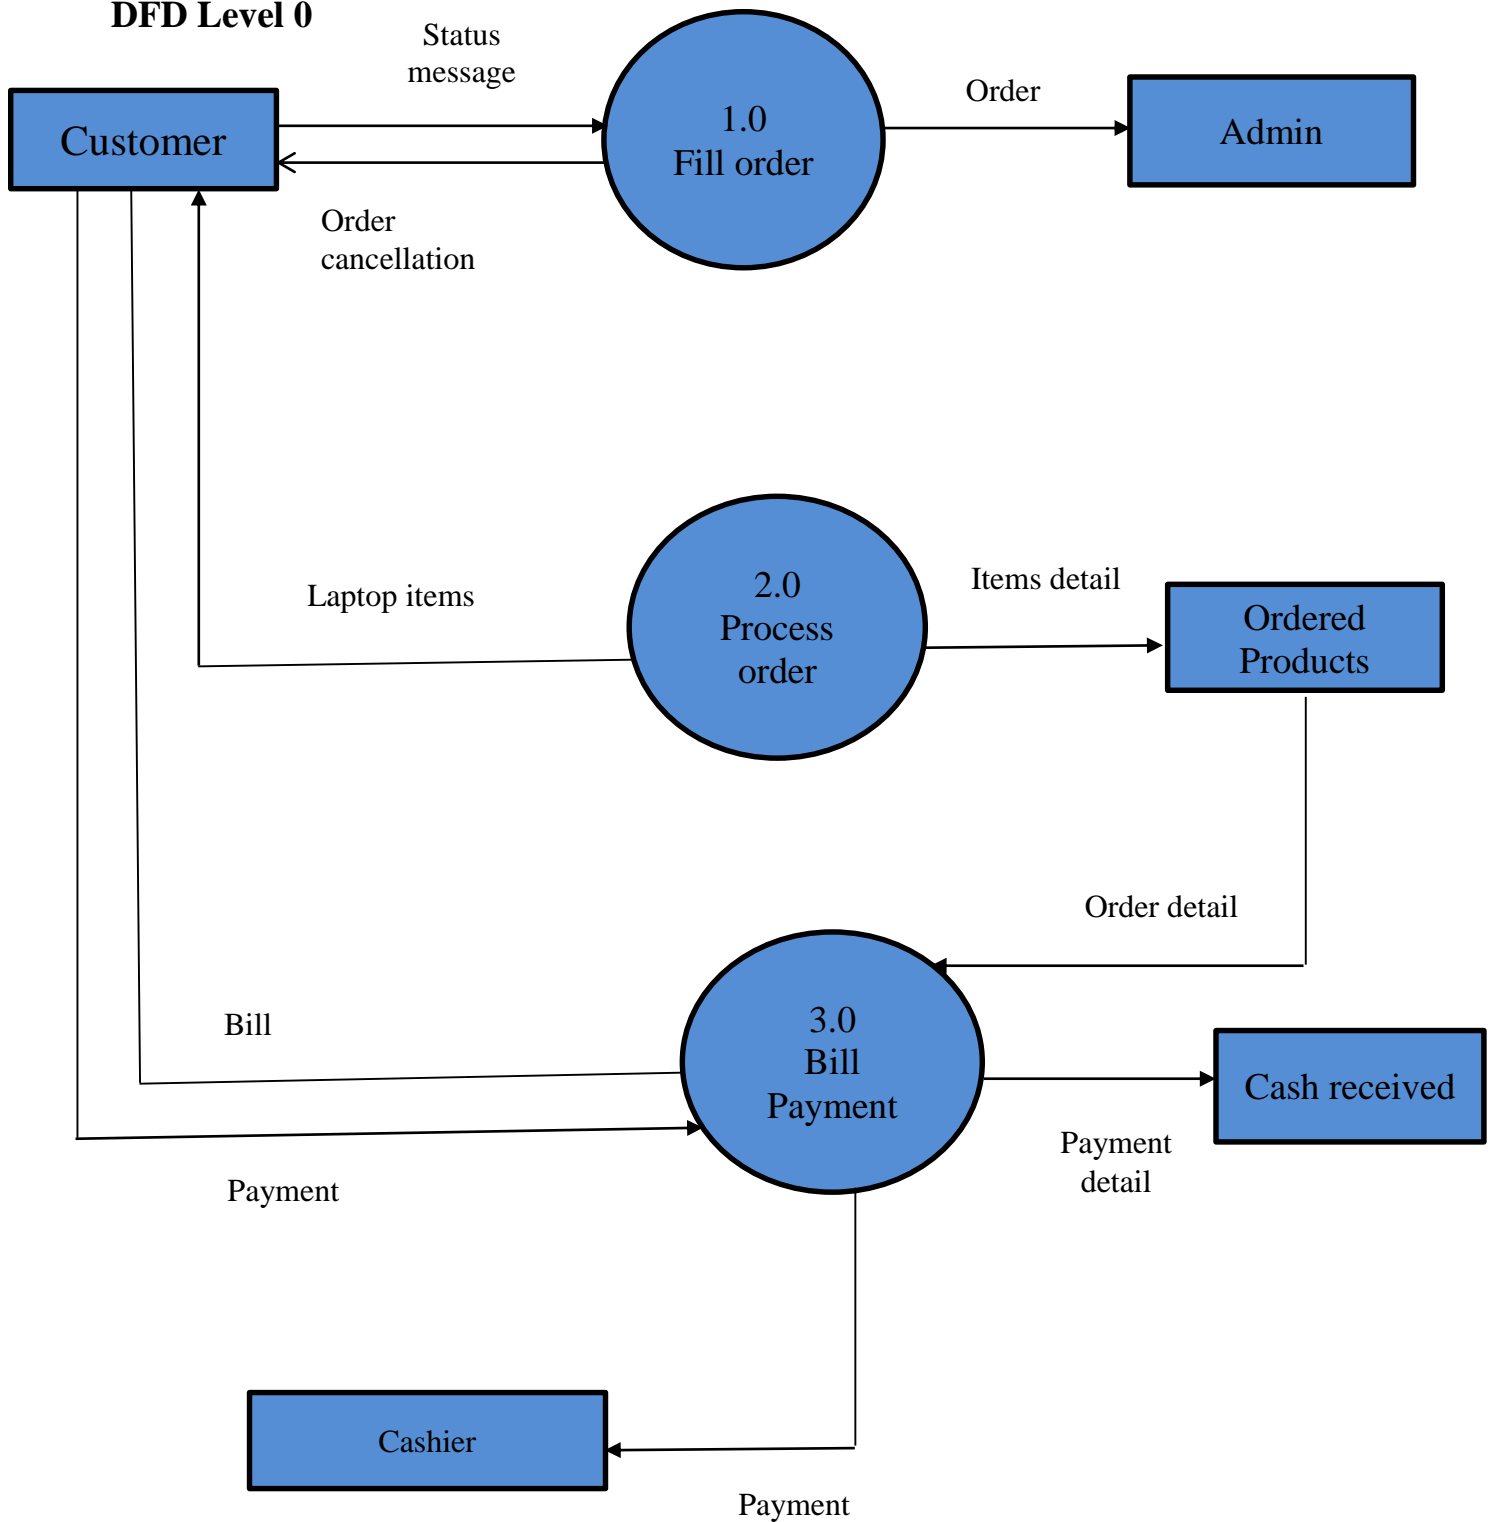 DFD Level 0
Status
message
Customer
1.0
Fill order
Order
Admin
Order
cancellation
Laptop items
2.0
Process
order
Items detail
Ordered
Products
Order detail
Bill
3.0
Bill
Payment
Cash received
Payment
detail
Payment
Cashier
Payment